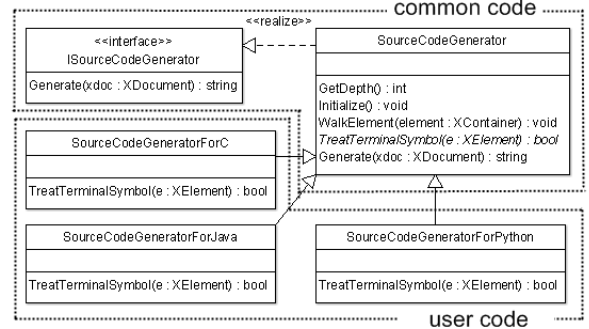 common code
<<realize>>
<<interface>>
ISourceCodeGenerator
Generate(xdoc : XDocument) : string
SourceCodeGenerator
GetDepth() : int
Initialize() : void
WalkElement(element : XContainer) : void
TreatTerminalSymbol(e : XElement) : bool
Generate(xdoc : XDocument) : string
SourceCodeGeneratorForC
TreatTerminalSymbol(e : XElement) : bool
SourceCodeGeneratorForJava
TreatTerminalSymbol(e : XElement) : bool
SourceCodeGeneratorForPython
TreatTerminalSymbol(e : XElement) : bool
user code